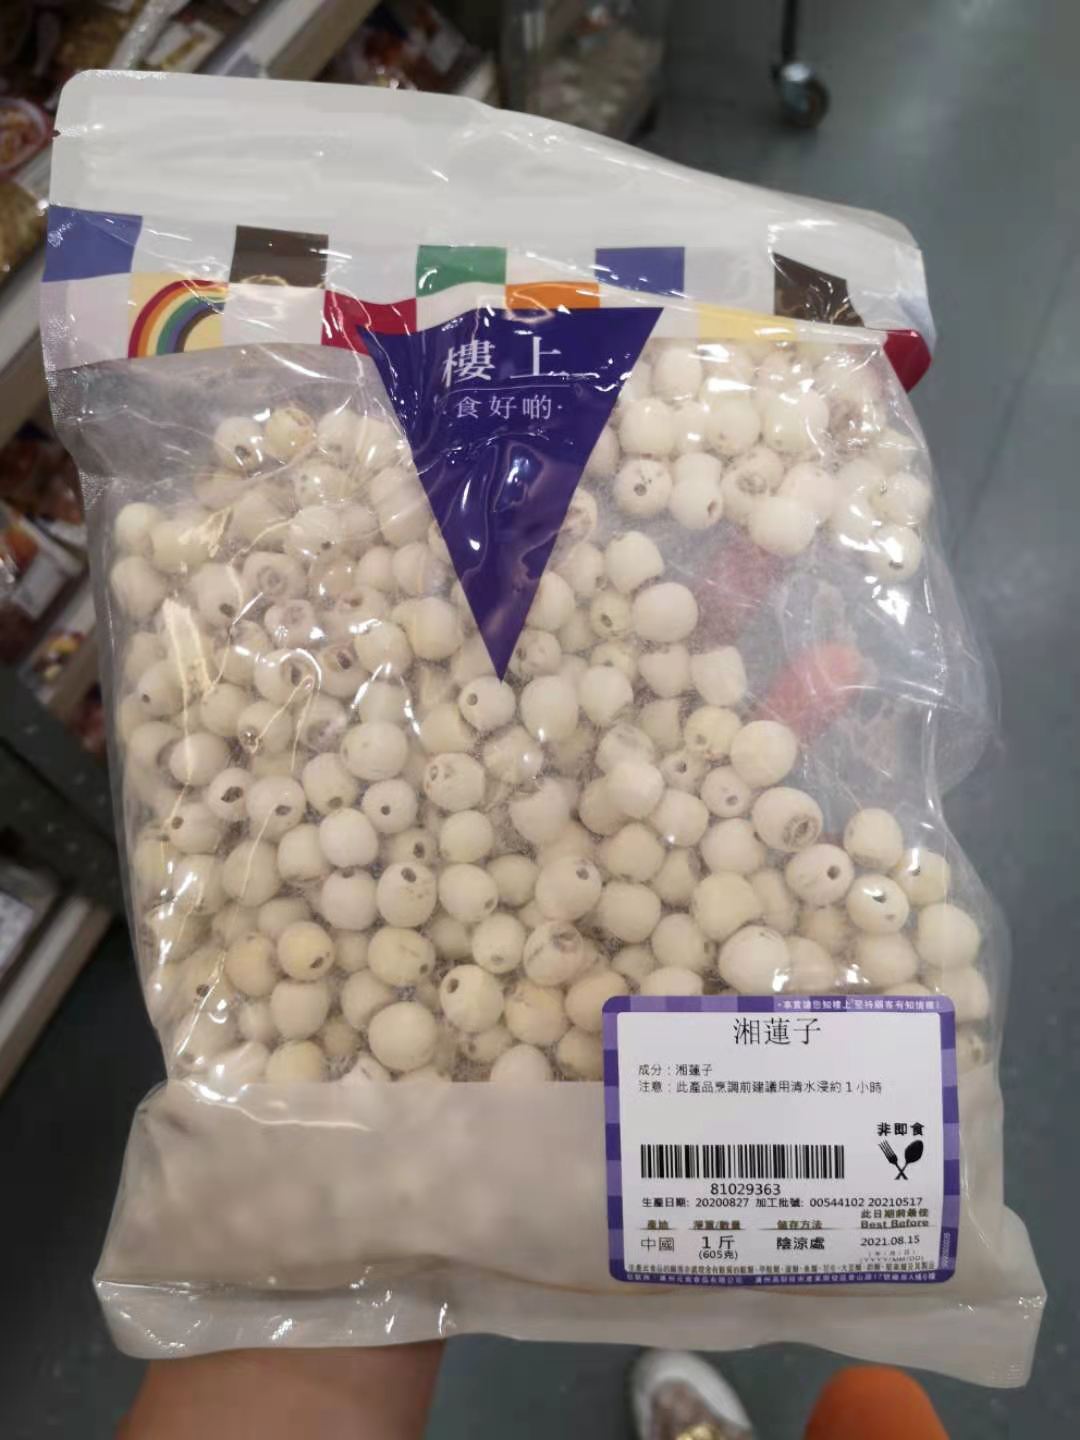 樓上
·食好啲·
湘蓮子
成分：湘蓮子
注意：此產品烹調前建議用清水浸約1小時
非即食
81029363
生產日期: 20200827 加工批號: 00544102 20210517
產地 淨重/數量 儲存方法 此日期前最佳 Best Before
中國 1斤 (605克) 陰涼處 2021.08.15
(YYYY/MM/DD)